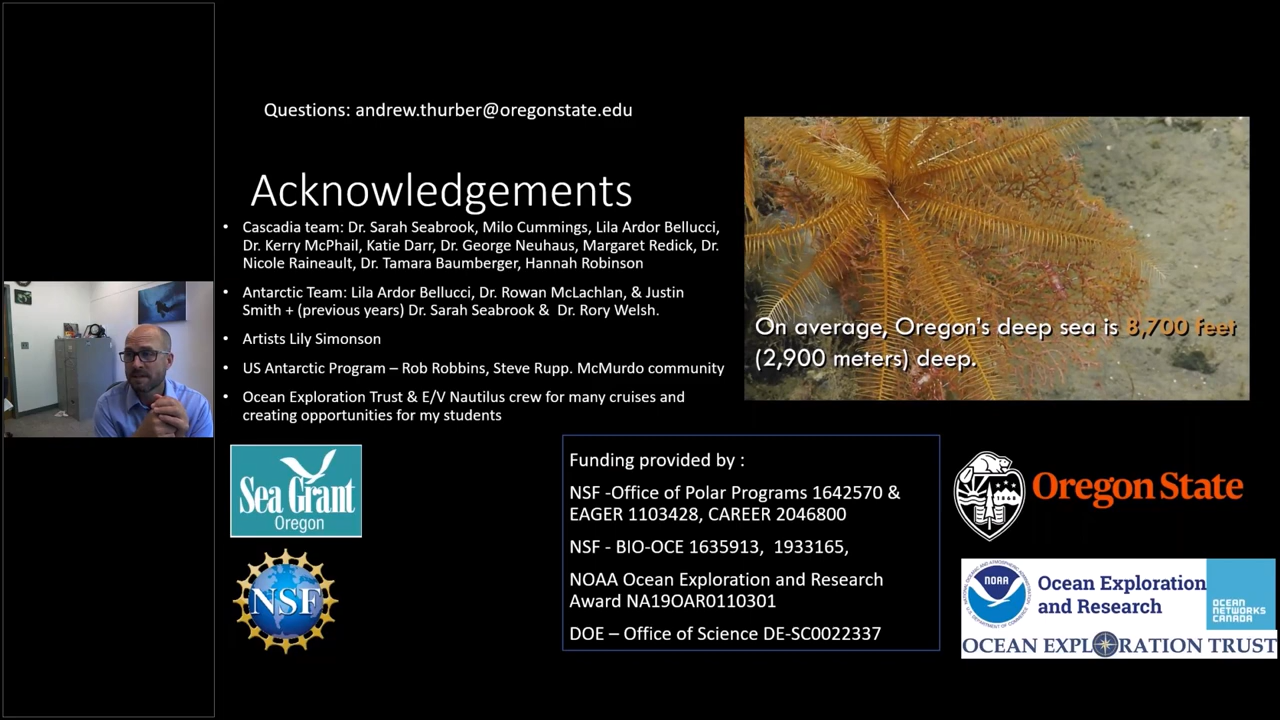 Questions: andrew.thurber@oregonstate.edu
Acknowledgements
• Cascadia team: Dr. Sarah Seabrook, Milo Cummings, Lila Ardor Bellucci,
Dr. Kerry McPhail, Katie Darr, Dr. George Neuhaus, Margaret Redick, Dr.
Nicole Raineault, Dr. Tamara Baumberger, Hannah Robinson
• Antarctic Team: Lila Ardor Bellucci, Dr. Rowan McLachlan, & Justin
Smith + (previous years) Dr. Sarah Seabrook & Dr. Rory Welsh.
• Artists Lily Simonson
• US Antarctic Program – Rob Robbins, Steve Rupp. McMurdo community
• Ocean Exploration Trust & E/V Nautilus crew for many cruises and
creating opportunities for my students
On average, Oregon's deep sea is 8,700 feet
(2,900 meters) deep.
Sea Grant
Oregon
NSF
Funding provided by :
NSF -Office of Polar Programs 1642570 &
EAGER 1103428, CAREER 2046800
NSF - BIO-OCE 1635913, 1933165,
NOAA Ocean Exploration and Research
Award NA19OAR0110301
DOE – Office of Science DE-SC0022337
Oregon State
NOAA
Ocean Exploration
and Research
OCEAN
NETWORKS
CANADA
OCEAN EXPLORATION TRUST